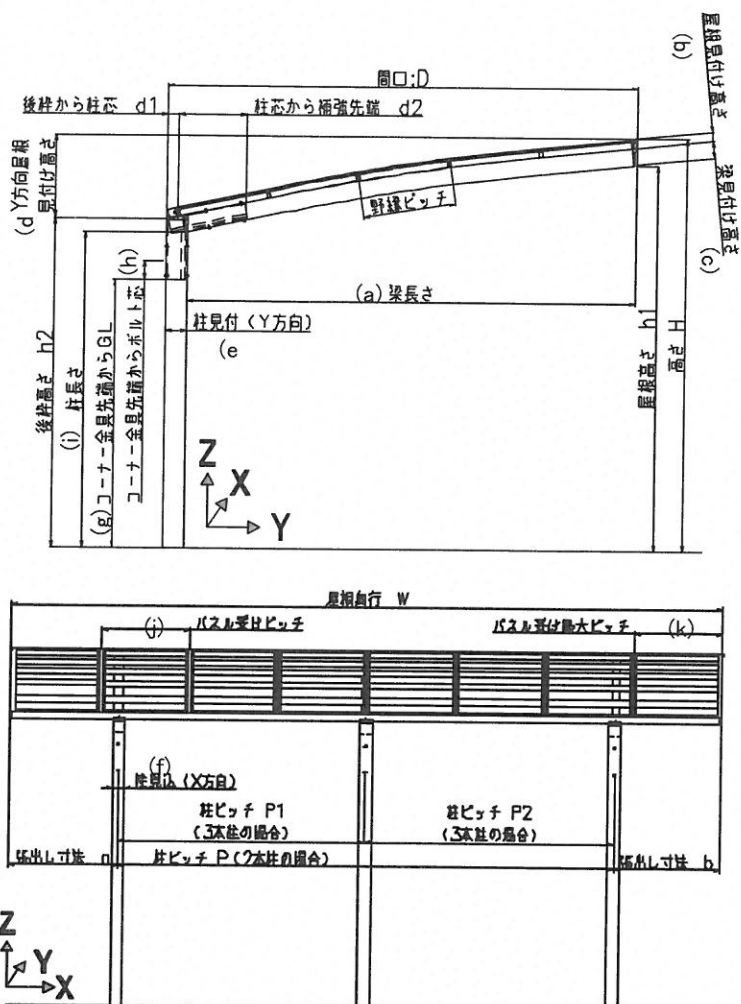 間口:D
(b)
屋根見付け高さ
後枠から柱芯 d1
柱芯から補強先端 d2
(d Y方向屋根
見付け高さ
梁見付け高さ
(c)
野縁ピッチ
(h)
(a) 梁長さ
柱見付 (Y方向)
(e
後枠高さ h2
(i) 柱長さ
(g) コーナー金具先端からGL
コーナー金具先端からボルト芯
屋根高さ h1
H 高さ
Z
X
Y
W
(j)
パネル受けピッチ
パネル受け最大ピッチ
(k)
(f)
(X方向)
柱ピッチ P1
(3本柱の場合)
柱ピッチ P2
(3本柱の場合)
張出し寸法 a
柱ピッチ P (2本柱の場合)
張出し寸法 b
Z
Y
X